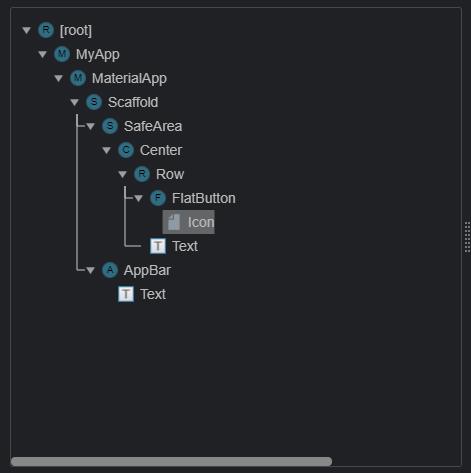 R [root]
M MyApp
M MaterialApp
S Scaffold
S SafeArea
C Center
R Row
F FlatButton
Icon
T Text
A AppBar
T Text